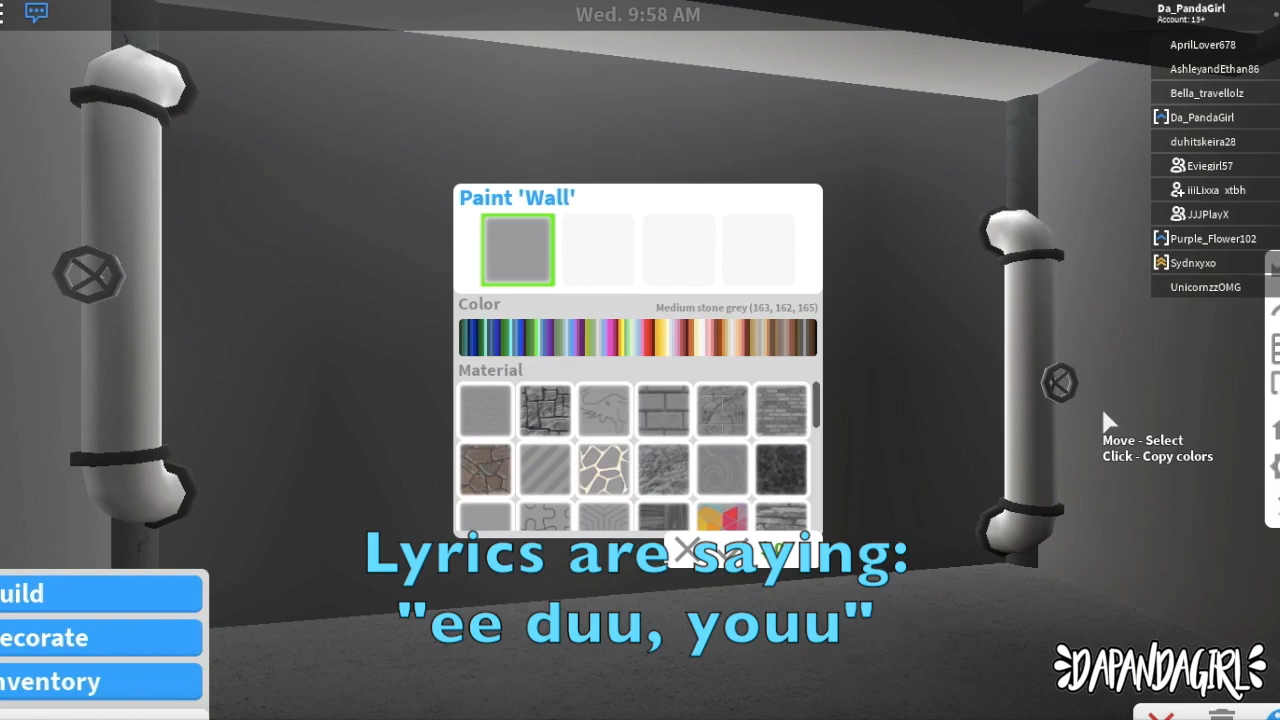 Wed. 9:58 AM
Da_PandaGirl
Account: 13+
AprilLover678
AshleyandEthan86
Bella_travellolz
Da_PandaGirl
duhitskeira28
Eviegirl57
iiiLixxa_xtbh
JJJPlayX
Purple_Flower102
Sydnxyxo
UnicornzzOMG
Paint 'Wall'
Color
Medium stone grey (163, 162, 165)
Material
Move - Select
Click - Copy colors
Lyrics are saying:
"ee duu, youu"
uild
ecorate
nventory
DAPANDAGIRL